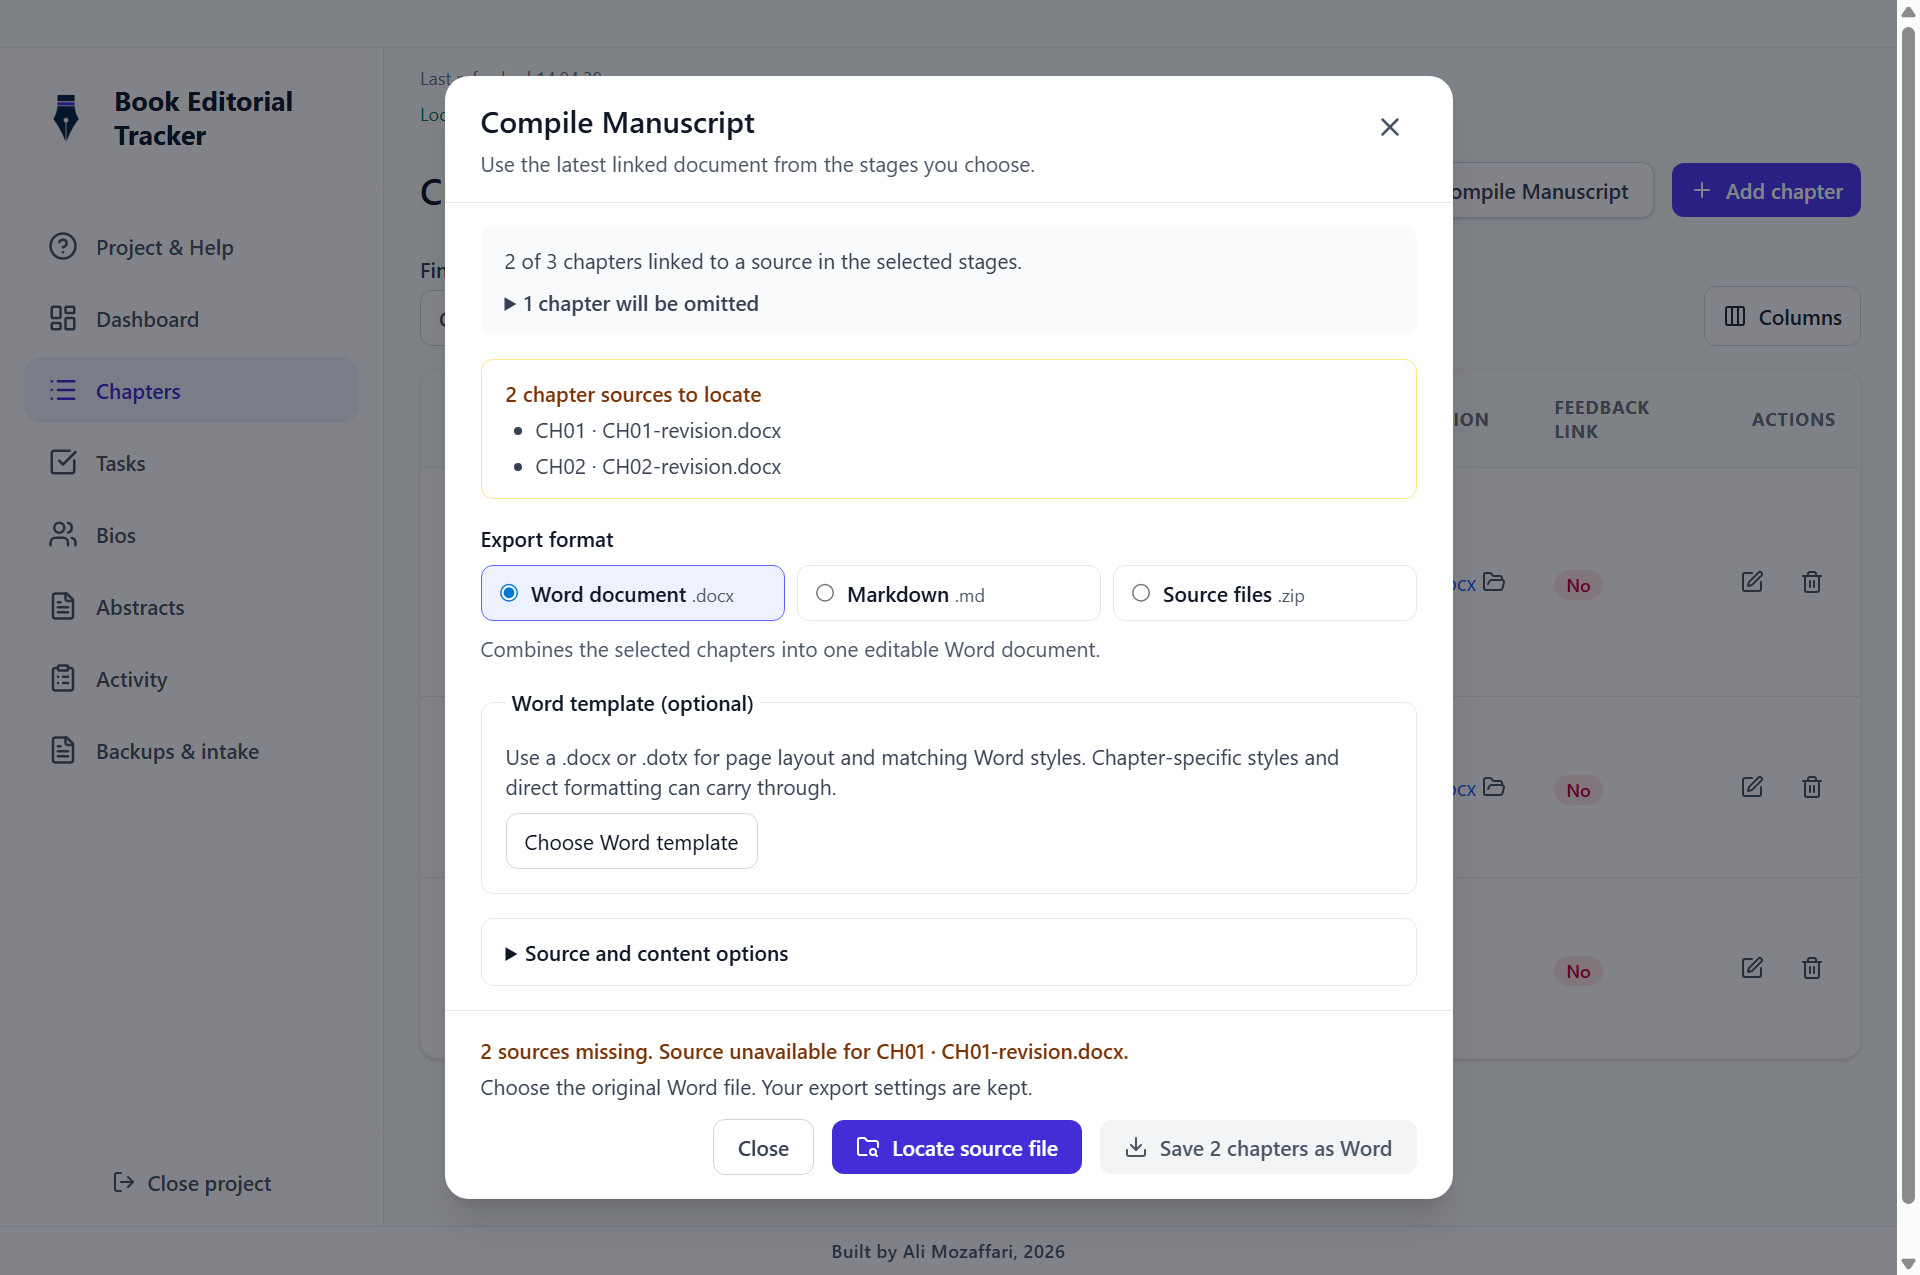 Book Editorial
Tracker
Project & Help
Dashboard
Chapters
Tasks
Bios
Abstracts
Activity
Backups & intake
Close project
Last
Compile Manuscript
Use the latest linked document from the stages you choose.
2 of 3 chapters linked to a source in the selected stages.
1 chapter will be omitted
2 chapter sources to locate
CH01 · CH01-revision.docx
CH02 · CH02-revision.docx
Export format
Word document .docx
Markdown .md
Source files .zip
Combines the selected chapters into one editable Word document.
Word template (optional)
Use a .docx or .dotx for page layout and matching Word styles. Chapter-specific styles and
direct formatting can carry through.
Choose Word template
Source and content options
2 sources missing. Source unavailable for CH01 · CH01-revision.docx.
Choose the original Word file. Your export settings are kept.
Close
Locate source file
Save 2 chapters as Word
ompile Manuscript
Add chapter
Columns
ION
FEEDBACK
LINK
ACTIONS
ocx
No
ocx
No
No
Built by Ali Mozaffari, 2026